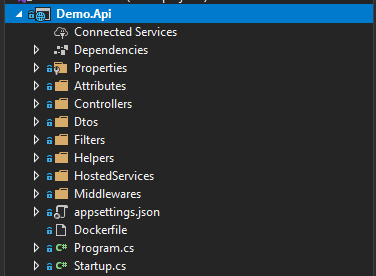 Demo.Api
Connected Services
Dependencies
Properties
Attributes
Controllers
Dtos
Filters
Helpers
HostedServices
Middlewares
appsettings.json
Dockerfile
C# Program.cs
C# Startup.cs